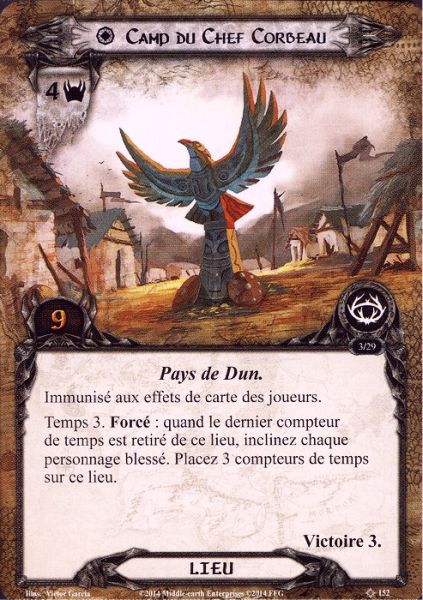 Camp du Chef Corbeau
4
9
3/29
Pays de Dun.
Immunisé aux effets de carte des joueurs.
Temps 3. Forcé : quand le dernier compteur
de temps est retiré de ce lieu, inclinez chaque
personnage blessé. Placez 3 compteurs de temps
sur ce lieu.
Victoire 3.
LIEU
Illus. Victor Garcia
©2014 Middle-earth Enterprises ©2014 FFG
152